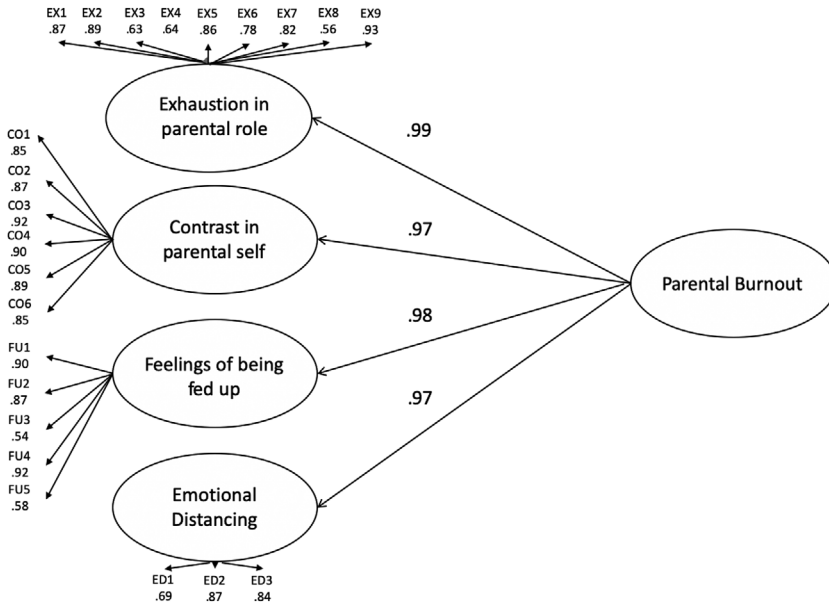 EX1 EX2 EX3 EX4 EX5 EX6 EX7 EX8 EX9
.87 .89 .63 .64 .86 .78 .82 .56 .93
Exhaustion in
parental role
.99
CO1
.85
CO2
.87
CO3
.92
CO4
.90
CO5
.89
CO6
.85
Contrast in
parental self
.97
Parental Burnout
FU1
.90
FU2
.87
FU3
.54
FU4
.92
FU5
.58
Feelings of being
fed up
.98
.97
Emotional
Distancing
ED1 ED2 ED3
.69 .87 .84